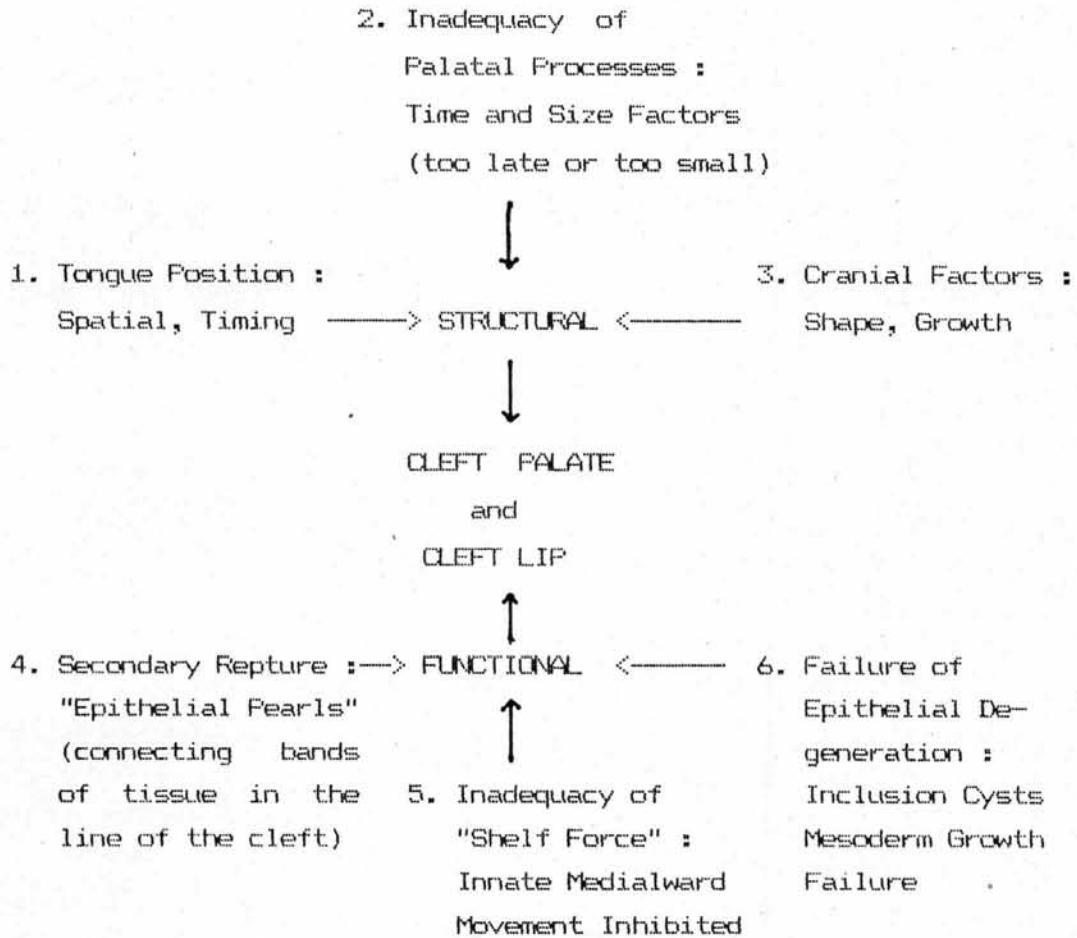 2. Inadequacy of
Palatal Processes :
Time and Size Factors
(too late or too small)
1. Tongue Position :
Spatial, Timing
STRUCTURAL
3. Cranial Factors :
Shape, Growth
CLEFT PALATE
and
CLEFT LIP
4. Secondary Repture :
"Epithelial Pearls"
(connecting bands
of tissue in the
line of the cleft)
FUNCTIONAL
5. Inadequacy of
"Shelf Force" :
Innate Medialward
Movement Inhibited
6. Failure of
Epithelial De-
generation :
Inclusion Cysts
Mesoderm Growth
Failure